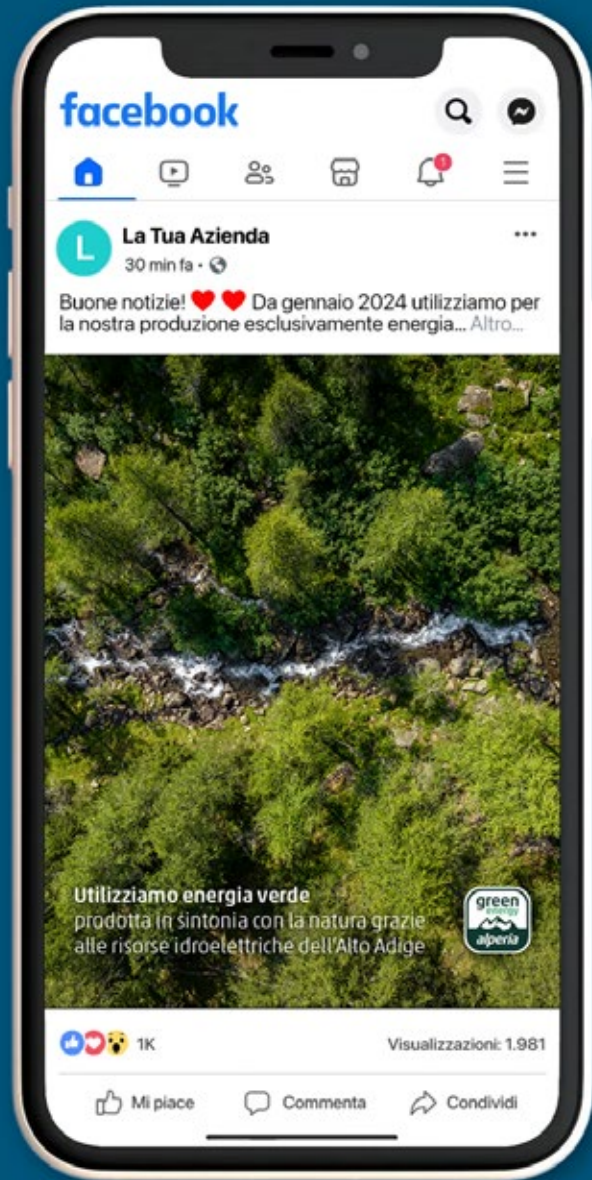 facebook
1
L
La Tua Azienda
30 min fa •
Buone notizie! ❤️ ❤️ Da gennaio 2024 utilizziamo per
la nostra produzione esclusivamente energia... Altro...
Utilizziamo energia verde
prodotta in sintonia con la natura grazie
alle risorse idroelettriche dell'Alto Adige
green
energy
alperia
1K
Visualizzazioni: 1.981
Mi piace
Commenta
Condividi